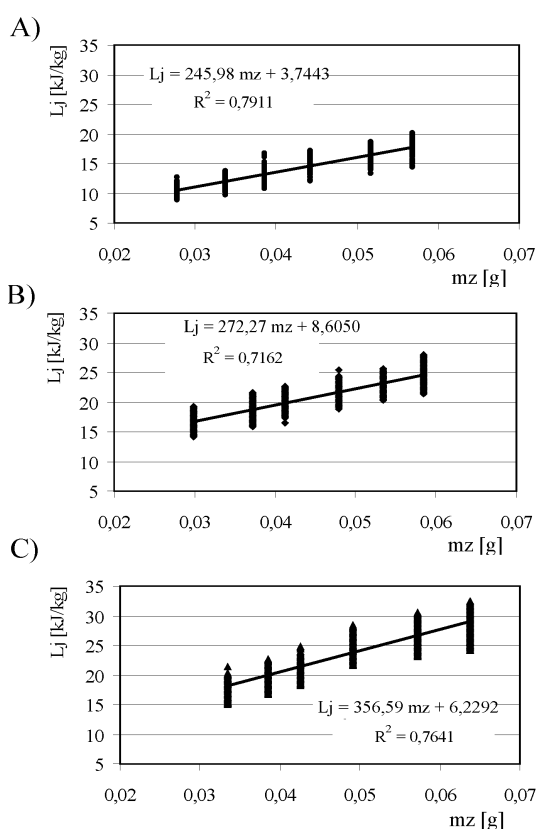 A)
Lj [kJ/kg]
35
30
25
20
15
10
5
Lj = 245,98 mz + 3,7443
R² = 0,7911
0,02 0,03 0,04 0,05 0,06 0,07
mz [g]
B)
Lj [kJ/kg]
35
30
25
20
15
10
5
Lj = 272,27 mz + 8,6050
R² = 0,7162
0,02 0,03 0,04 0,05 0,06 0,07
mz [g]
C)
Lj [kJ/kg]
35
30
25
20
15
10
5
Lj = 356,59 mz + 6,2292
R² = 0,7641
0,02 0,03 0,04 0,05 0,06 0,07
mz [g]